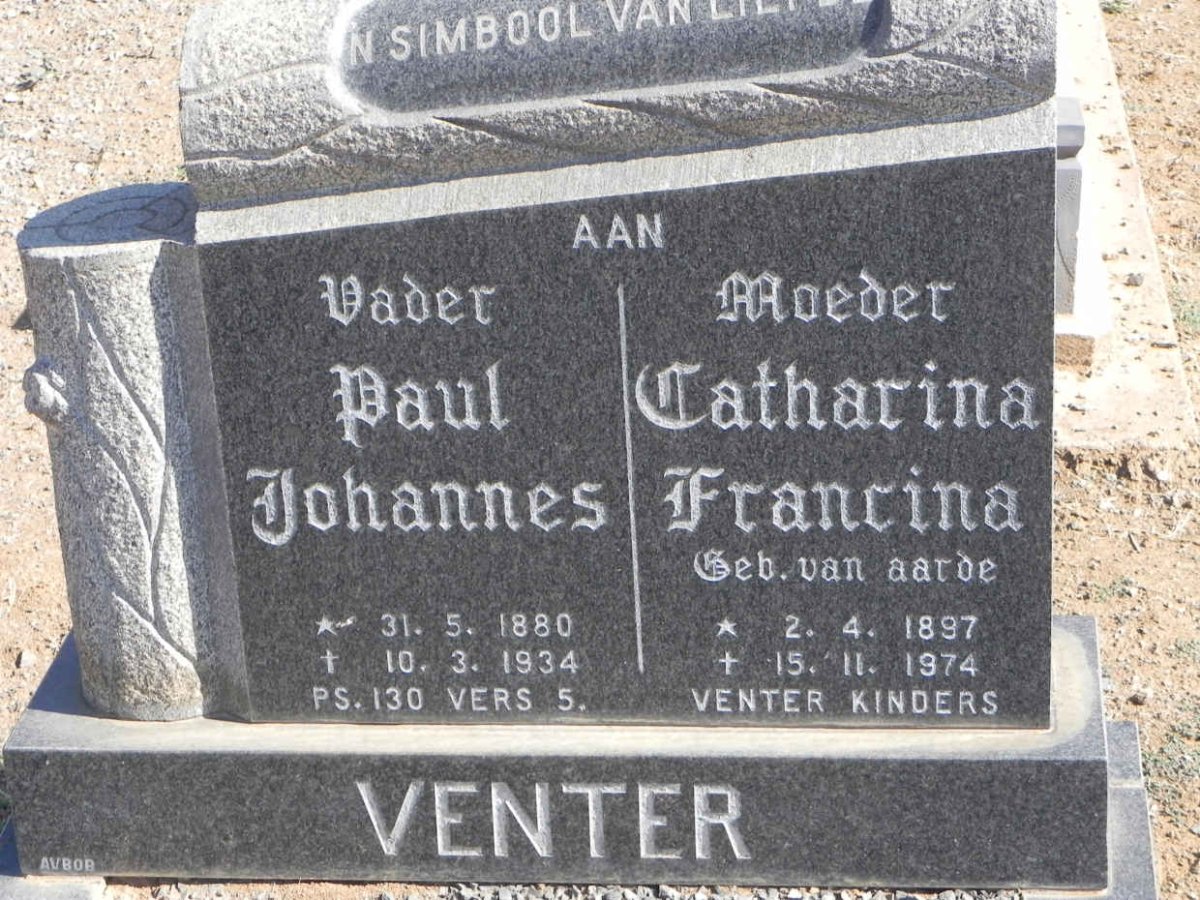 N SIMBOOL VAN LIEFDE
AAN
Vader
Paul
Johannes
★ 31. 5. 1880
† 10. 3. 1934
PS. 130 VERS 5.
Moeder
Catharina
Francina
Geb. van aarde
★ 2. 4. 1897
† 15. 11. 1974
VENTER KINDERS
VENTER
AVBOB